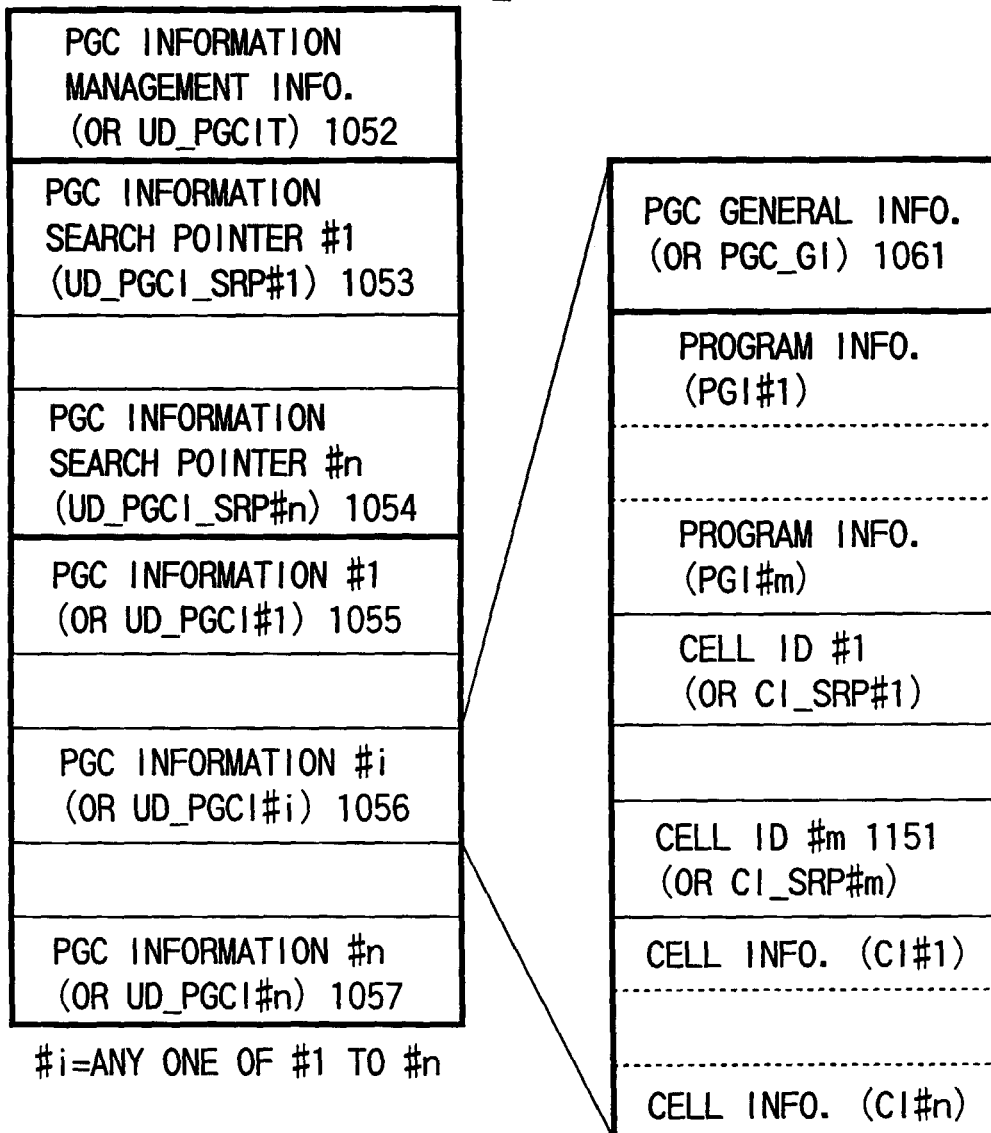 PGC INFORMATION
MANAGEMENT INFO.
(OR UD_PGCIT) 1052
PGC INFORMATION
SEARCH POINTER #1
(UD_PGCI_SRP#1) 1053
PGC INFORMATION
SEARCH POINTER #n
(UD_PGCI_SRP#n) 1054
PGC INFORMATION #1
(OR UD_PGCI#1) 1055
PGC INFORMATION #i
(OR UD_PGCI#i) 1056
PGC INFORMATION #n
(OR UD_PGCI#n) 1057
#i=ANY ONE OF #1 TO #n
PGC GENERAL INFO.
(OR PGC_GI) 1061
PROGRAM INFO.
(PGI#1)
PROGRAM INFO.
(PGI#m)
CELL ID #1
(OR CI_SRP#1)
CELL ID #m 1151
(OR CI_SRP#m)
CELL INFO. (CI#1)
CELL INFO. (CI#n)